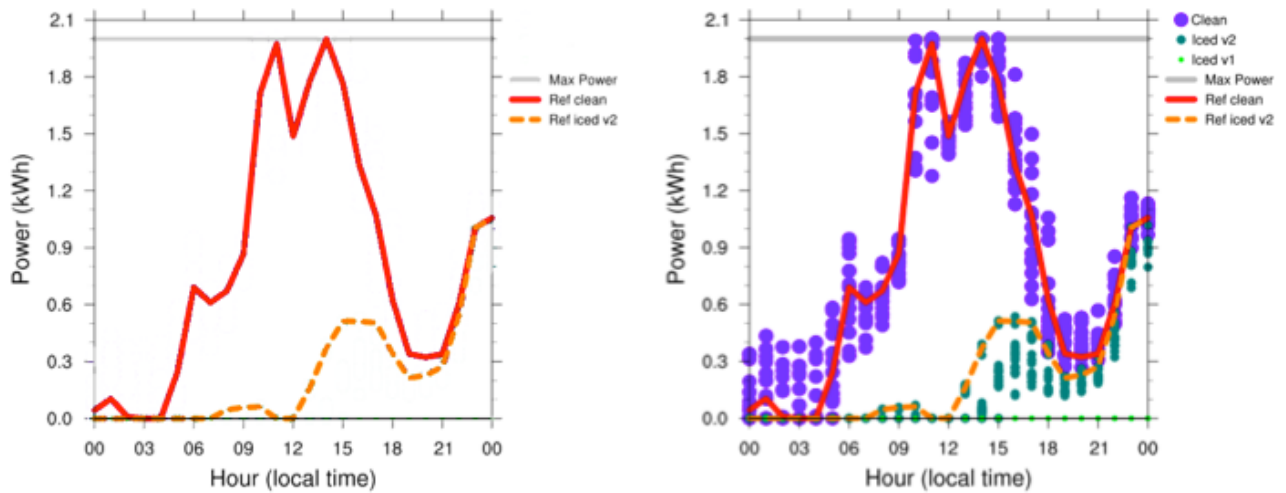 2.1
1.8
1.5
1.2
0.9
0.6
0.3
0.0
Power (kWh)
00 03 06 09 12 15 18 21 00
Hour (local time)
Max Power
Ref clean
Ref iced v2
2.1
1.8
1.5
1.2
0.9
0.6
0.3
0.0
Power (kWh)
00 03 06 09 12 15 18 21 00
Hour (local time)
Clean
Iced v2
Iced v1
Max Power
Ref clean
Ref iced v2